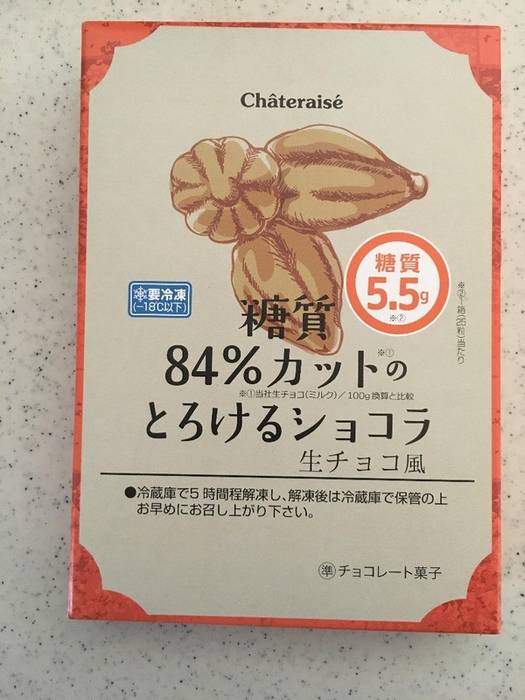 Châteraisé
糖質
5.5g
※②
※②一箱(25粒)当たり
要冷凍
(−18℃以下)
糖質
84%カット※①の
※①当社生チョコ(ミルク)／100g換算と比較
とろけるショコラ
生チョコ風
●冷蔵庫で5時間程解凍し、解凍後は冷蔵庫で保管の上
お早めにお召し上がり下さい。
㊜チョコレート菓子